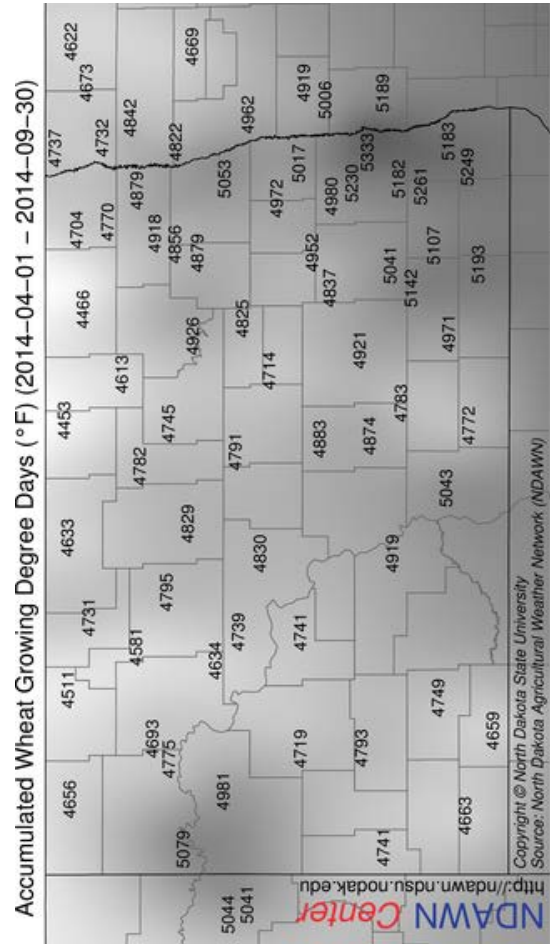 Accumulated Wheat Growing Degree Days (°F) (2014–04–01 – 2014–09–30)
4656 4511 4633 4453 4466 4704 4737 4622
4731 4673
4613 4770 4732
4581 4782 4879 4842
4693 4918
4775 4795 4745 4856 4822
5079 4829 4926 4879 4669
5044 4981 4634 5053
5041 4739 4791 4825 4962
4830 4714 4972
4719 4741 5017 4919
4883 4837 4952 4980 5006
4793 4921 5230
4741 4874 5041 5333 5189
4919 4783 5182
5142 5261
4749 5043 4971 5107 5183
4663 4772 5193 5249
4659
NDAWN Center
http://ndawn.ndsu.nodak.edu
Copyright © North Dakota State University
Source: North Dakota Agricultural Weather Network (NDAWN)